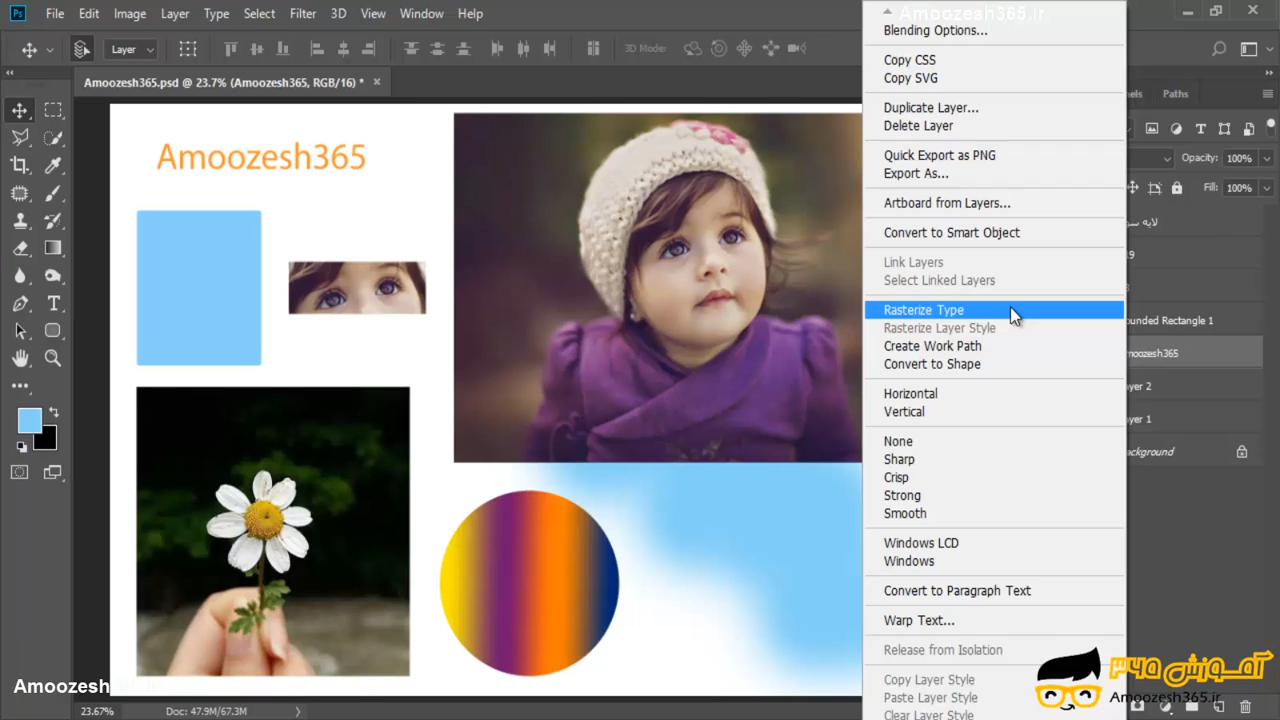 Ps File Edit Image Layer Type Select Filter 3D View Window Help
Amoozesh365.ir
Layer 3D Mode:
Amoozesh365.psd @ 23.7% (Amoozesh365, RGB/16) * ×
Paths
Amoozesh365
Blending Options...
Copy CSS
Copy SVG
Duplicate Layer...
Delete Layer
Quick Export as PNG
Export As...
Artboard from Layers...
Convert to Smart Object
Link Layers
Select Linked Layers
Rasterize Type
Rasterize Layer Style
Create Work Path
Convert to Shape
Horizontal
Vertical
None
Sharp
Crisp
Strong
Smooth
Windows LCD
Windows
Convert to Paragraph Text
Warp Text...
Release from Isolation
Copy Layer Style
Paste Layer Style
Clear Layer Style
Opacity: 100%
Fill: 100%
لایه
ounded Rectangle 1
moozesh365
yer 2
yer 1
ackground
آموزش ۳۶۵
Amoozesh365.ir
Amoozesh
23.67% Doc: 47.9M/67.3M